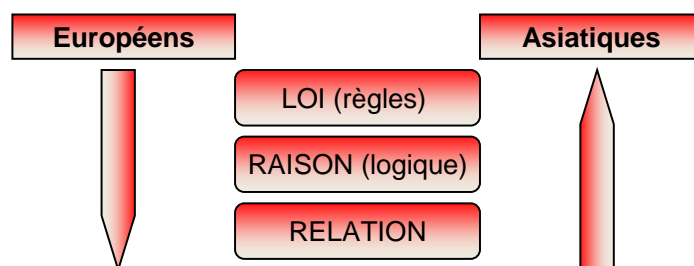 Européens
Asiatiques
LOI (règles)
RAISON (logique)
RELATION